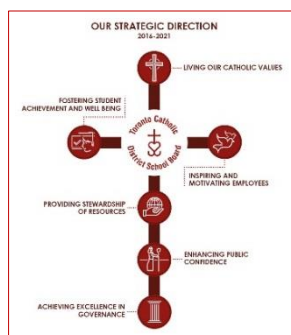 OUR STRATEGIC DIRECTION
2016-2021
LIVING OUR CATHOLIC VALUES
FOSTERING STUDENT
ACHIEVEMENT AND WELL BEING
Toronto Catholic
District School Board
INSPIRING AND
MOTIVATING EMPLOYEES
PROVIDING STEWARDSHIP
OF RESOURCES
ENHANCING PUBLIC
CONFIDENCE
ACHIEVING EXCELLENCE IN
GOVERNANCE